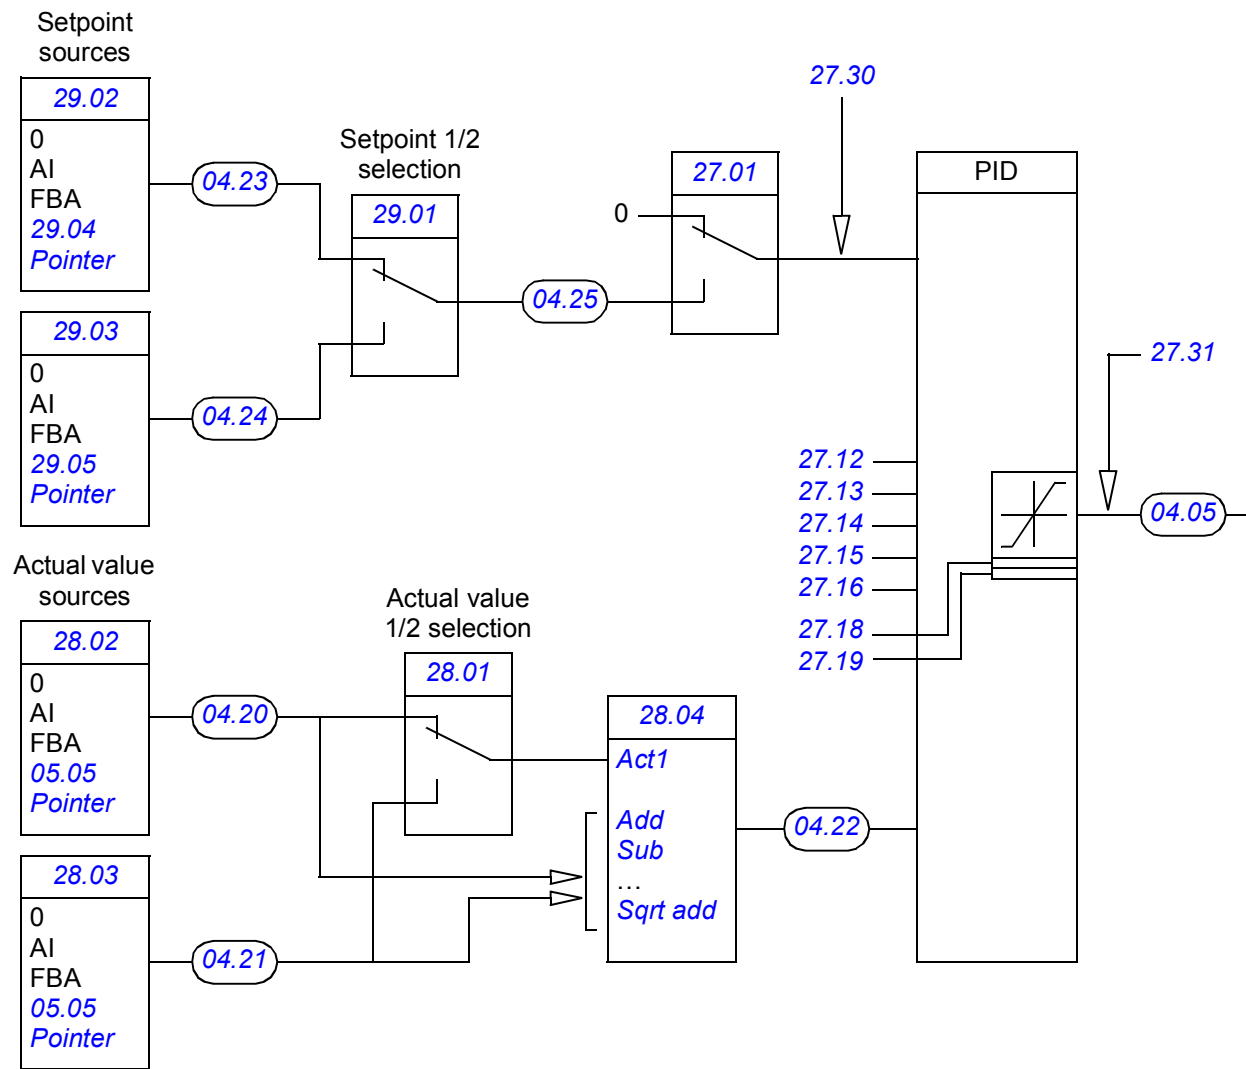 Setpoint
sources
29.02
0
AI
FBA
29.04
Pointer
04.23
Setpoint 1/2
selection
29.01
29.03
0
AI
FBA
29.05
Pointer
04.24
04.25
0
27.01
27.30
PID
27.31
27.12
27.13
27.14
27.15
27.16
27.18
27.19
04.05
Actual value
sources
28.02
0
AI
FBA
05.05
Pointer
04.20
Actual value
1/2 selection
28.01
28.03
0
AI
FBA
05.05
Pointer
04.21
28.04
Act1
Add
Sub
…
Sqrt add
04.22